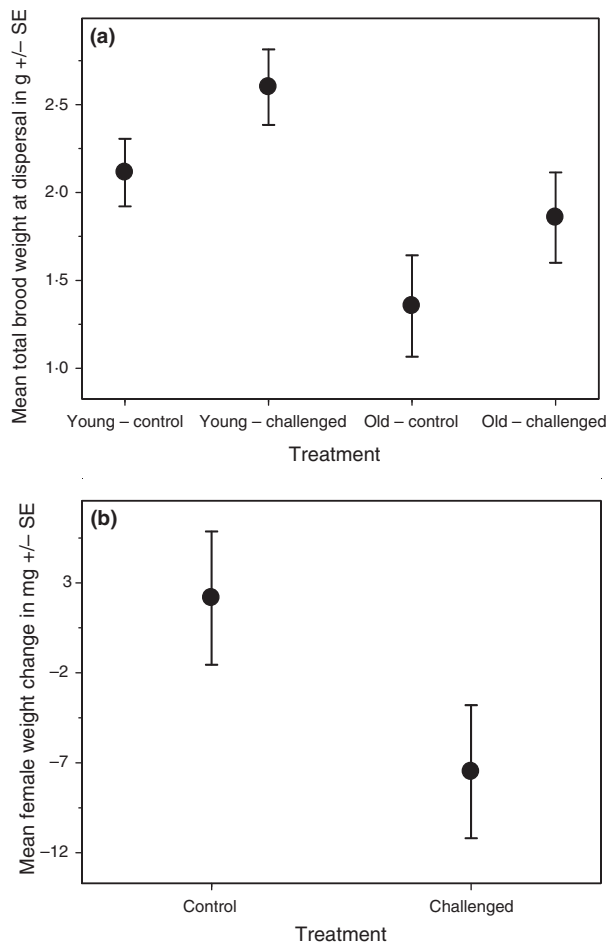 (a)
Mean total brood weight at dispersal in g +/– SE
2·5
2·0
1·5
1·0
Young – control Young – challenged Old – control Old – challenged
Treatment
(b)
Mean female weight change in mg +/– SE
3
–2
–7
–12
Control Challenged
Treatment